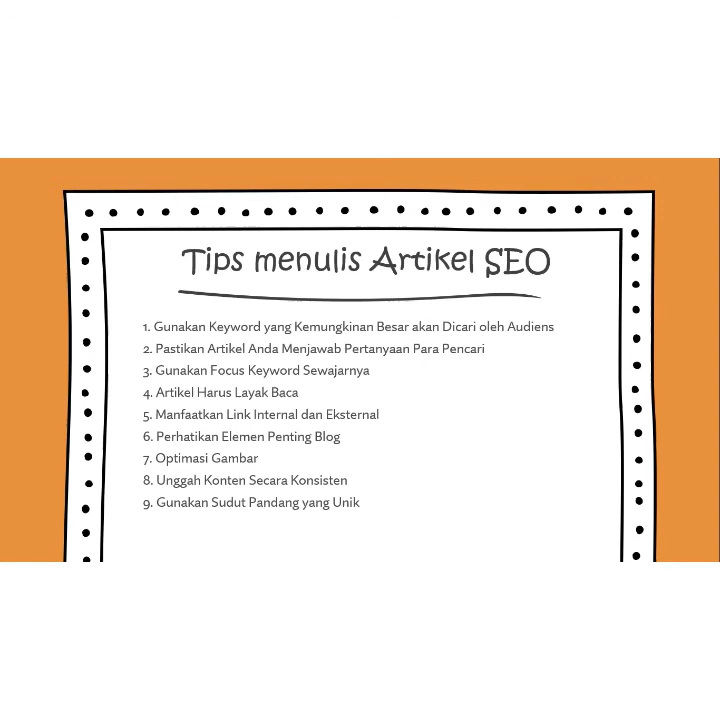 Tips menulis Artikel SEO
1. Gunakan Keyword yang Kemungkinan Besar akan Dicari oleh Audiens
2. Pastikan Artikel Anda Menjawab Pertanyaan Para Pencari
3. Gunakan Focus Keyword Sewajarnya
4. Artikel Harus Layak Baca
5. Manfaatkan Link Internal dan Eksternal
6. Perhatikan Elemen Penting Blog
7. Optimasi Gambar
8. Unggah Konten Secara Konsisten
9. Gunakan Sudut Pandang yang Unik